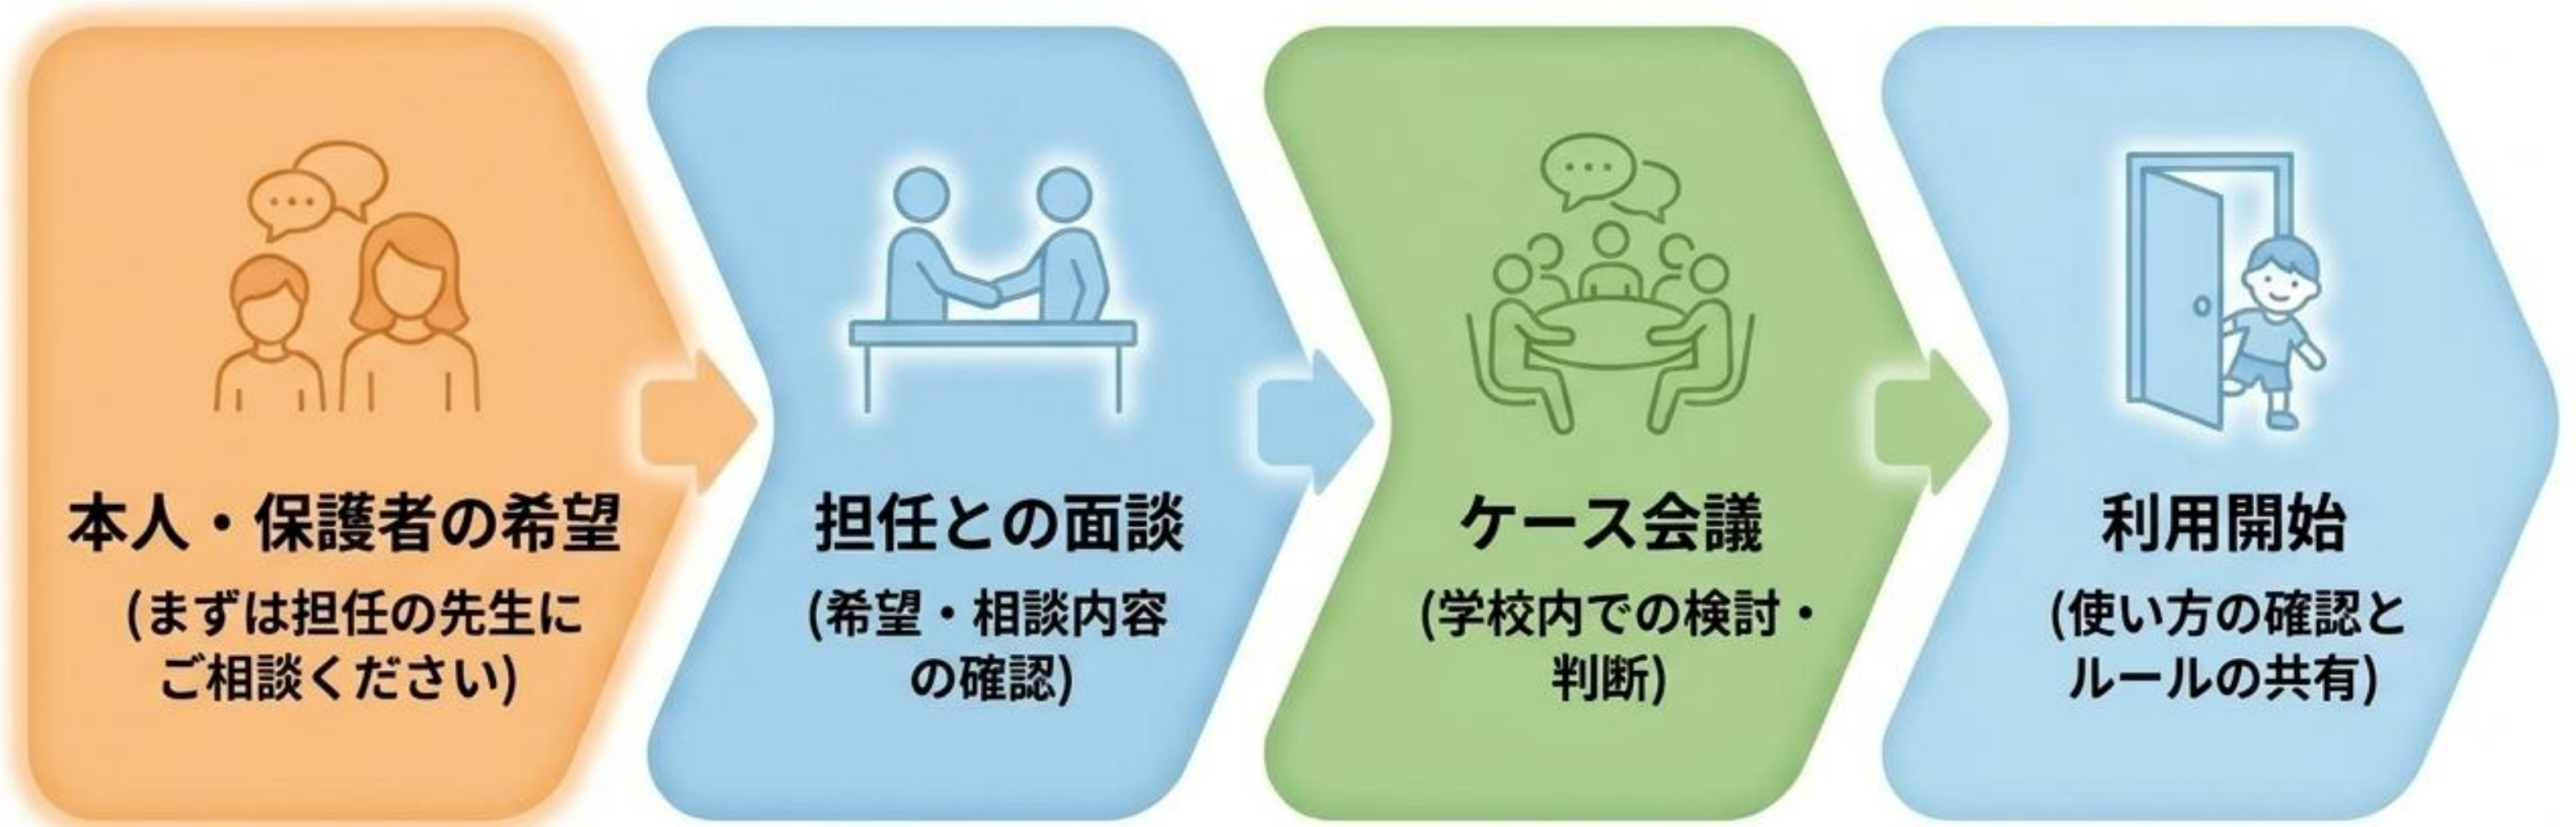 本人・保護者の希望
(まずは担任の先生に
ご相談ください)
担任との面談
(希望・相談内容
の確認)
ケース会議
(学校内での検討・
判断)
利用開始
(使い方の確認と
ルールの共有)